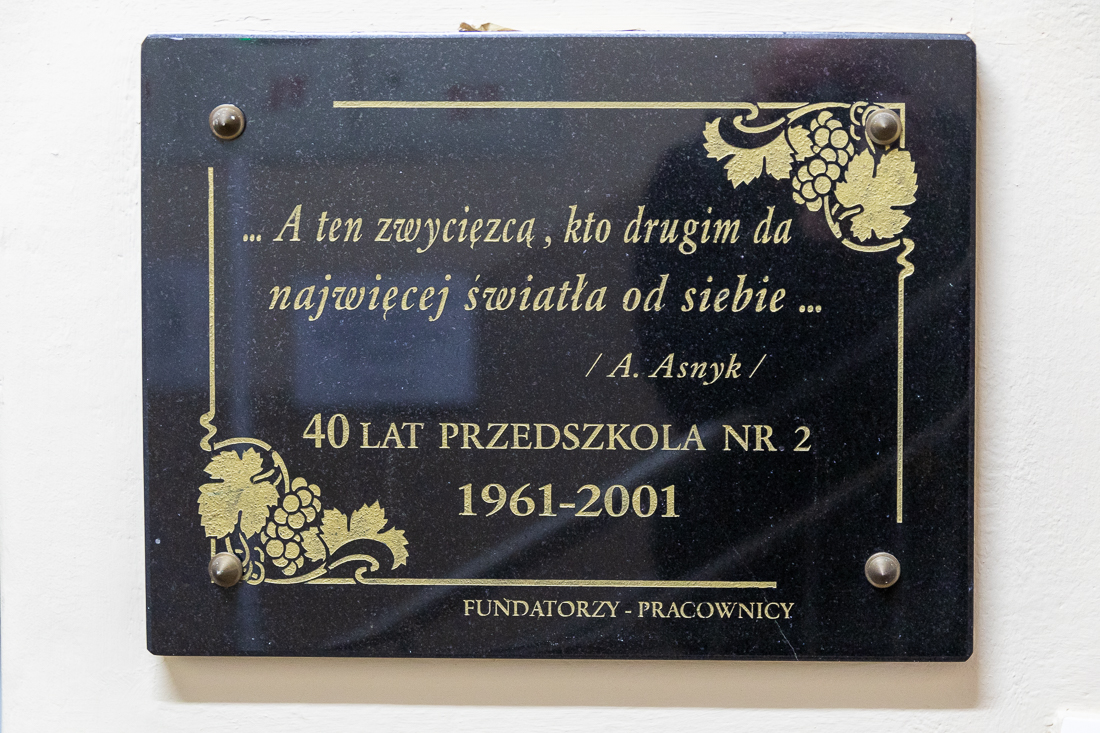 ... A ten zwycięzcą, kto drugim da
najwięcej światła od siebie ...
/ A. Asnyk /
40 LAT PRZEDSZKOLA NR 2
1961-2001
FUNDATORZY - PRACOWNICY